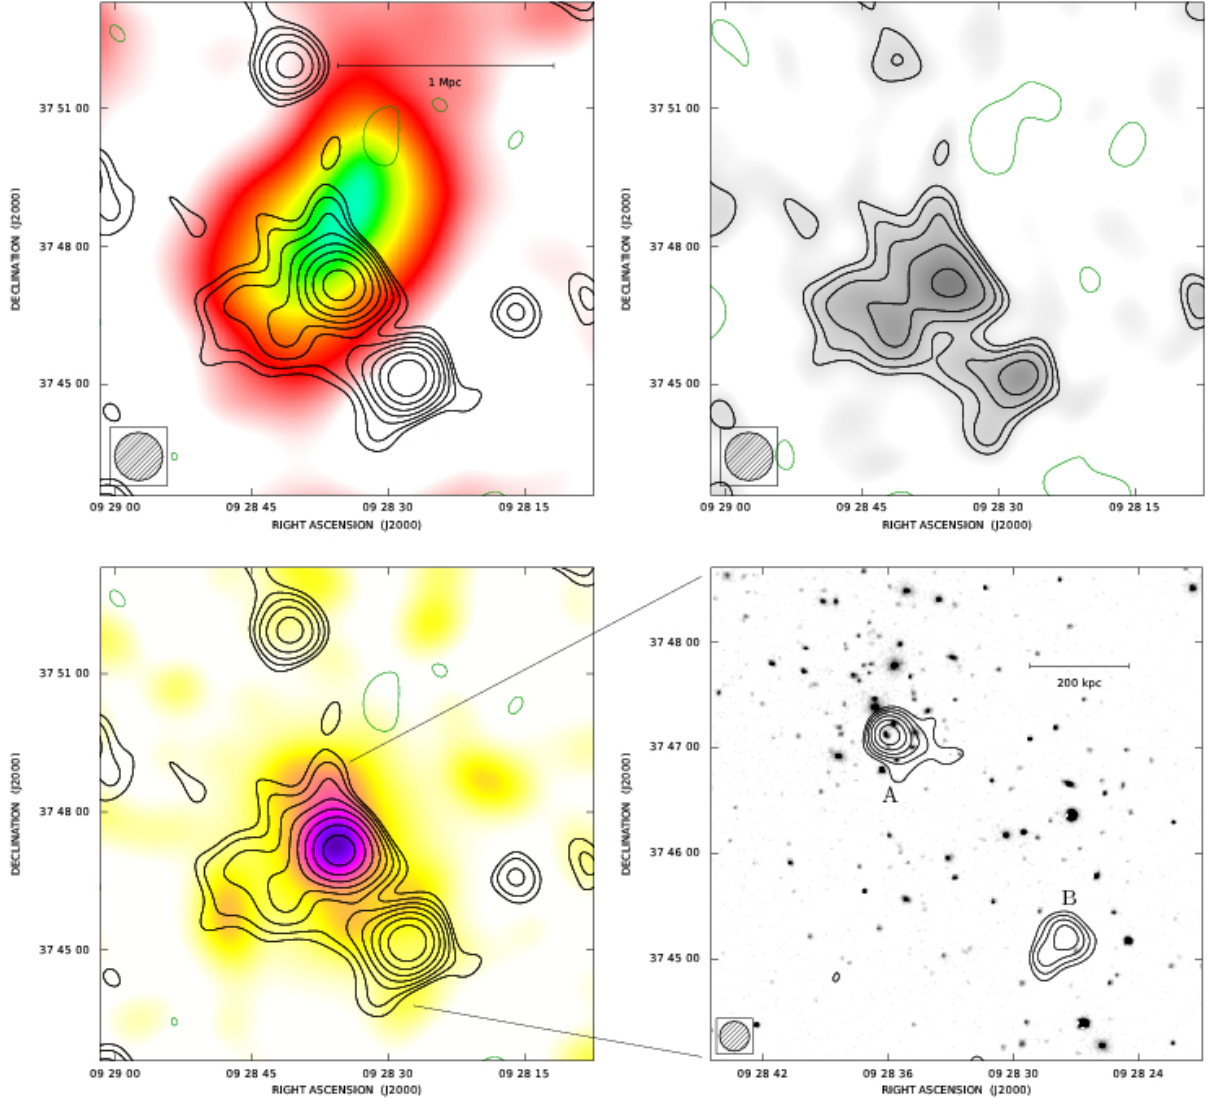 1 Mpc
37 51 00
37 48 00
37 45 00
DECLINATION (J2000)
09 29 00
09 28 45
09 28 30
09 28 15
RIGHT ASCENSION (J2000)
37 51 00
37 48 00
37 45 00
DECLINATION (J2000)
09 29 00
09 28 45
09 28 30
09 28 15
RIGHT ASCENSION (J2000)
37 51 00
37 48 00
37 45 00
DECLINATION (J2000)
09 29 00
09 28 45
09 28 30
09 28 15
RIGHT ASCENSION (J2000)
200 kpc
A
B
37 48 00
37 47 00
37 46 00
37 45 00
DECLINATION (J2000)
09 28 42
09 28 36
09 28 30
09 28 24
RIGHT ASCENSION (J2000)